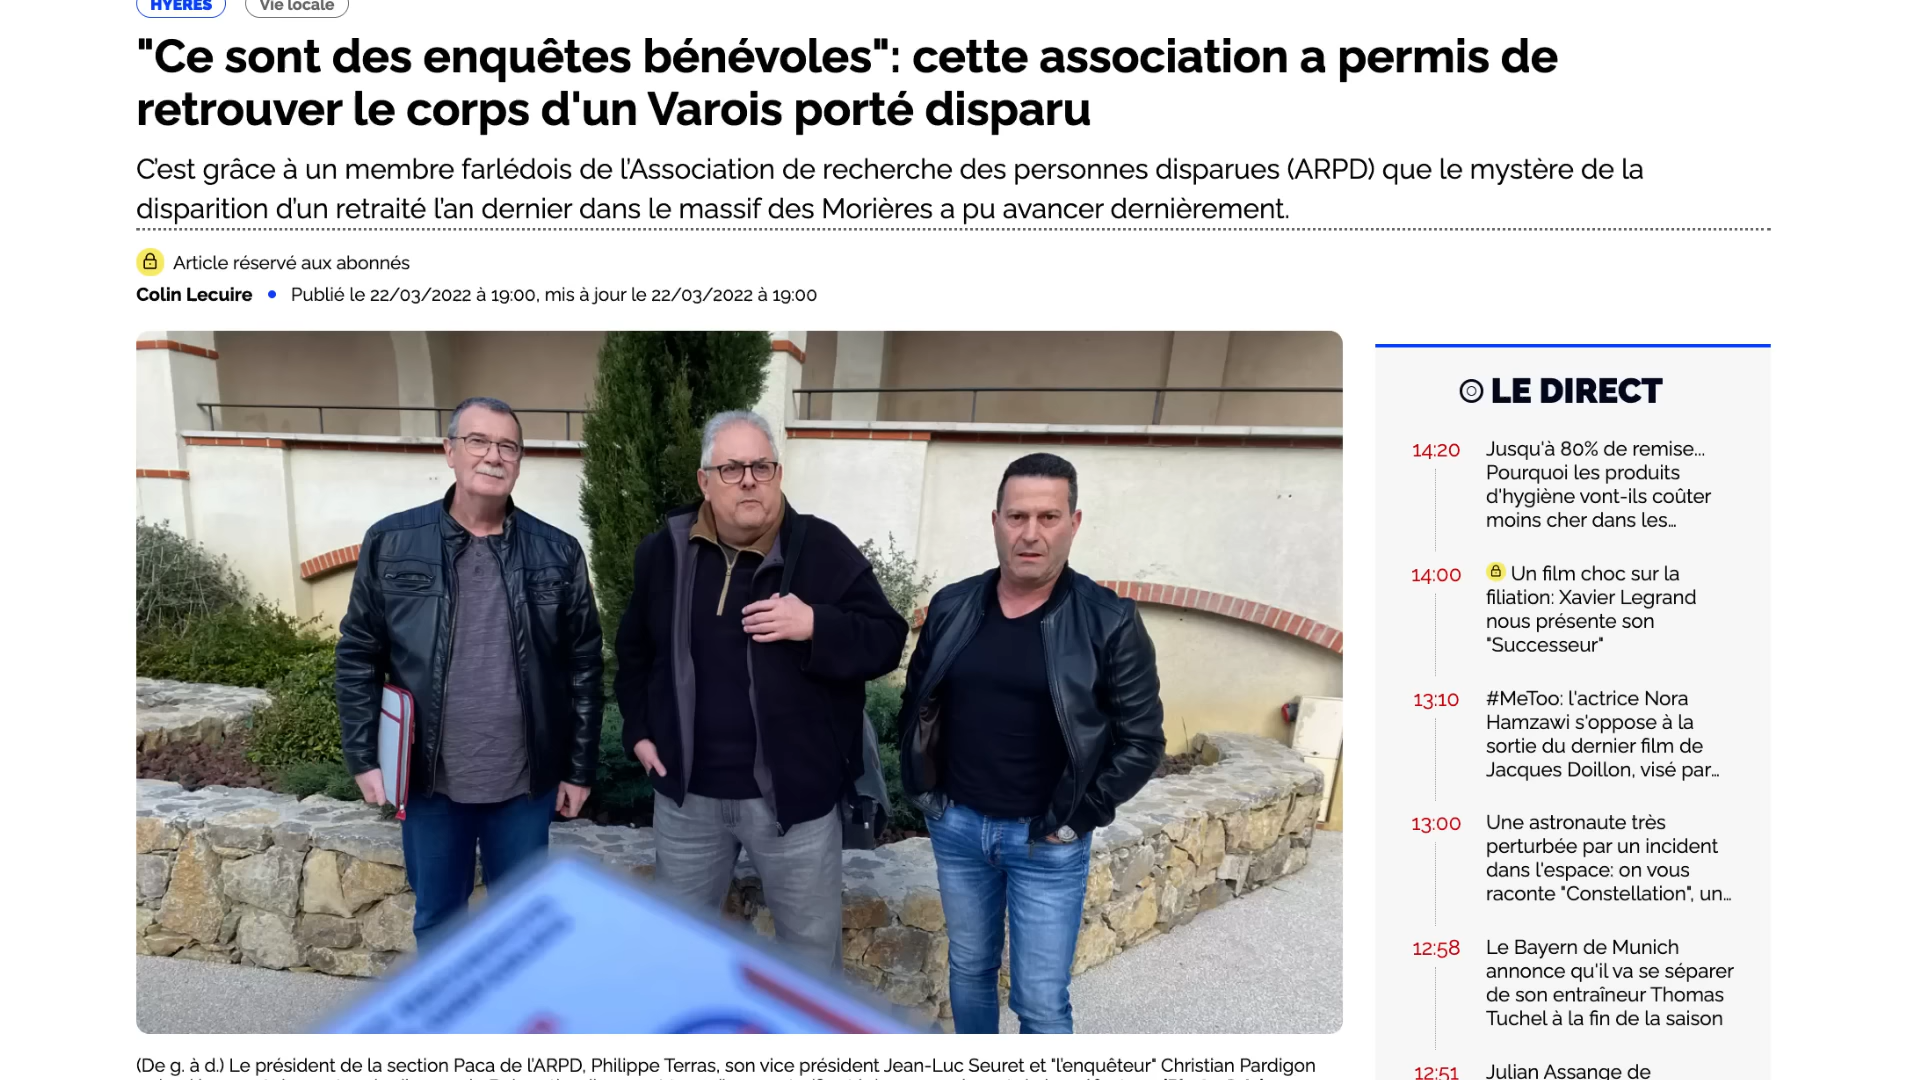 HYÈRES
Vie locale
"Ce sont des enquêtes bénévoles": cette association a permis de
retrouver le corps d'un Varois porté disparu
C'est grâce à un membre farlédois de l'Association de recherche des personnes disparues (ARPD) que le mystère de la
disparition d'un retraité l'an dernier dans le massif des Morières a pu avancer dernièrement.
Article réservé aux abonnés
Colin Lecuire • Publié le 22/03/2022 à 19:00, mis à jour le 22/03/2022 à 19:00
LE DIRECT
14:20 Jusqu'à 80% de remise...
Pourquoi les produits
d'hygiène vont-ils coûter
moins cher dans les…
14:00 Un film choc sur la
filiation: Xavier Legrand
nous présente son
"Successeur"
13:10 #MeToo: l'actrice Nora
Hamzawi s'oppose à la
sortie du dernier film de
Jacques Doillon, visé par…
13:00 Une astronaute très
perturbée par un incident
dans l'espace: on vous
raconte "Constellation", un…
12:58 Le Bayern de Munich
annonce qu'il va se séparer
de son entraîneur Thomas
Tuchel à la fin de la saison
12:51 Julian Assange de
(De g. à d.) Le président de la section Paca de l'ARPD, Philippe Terras, son vice président Jean-Luc Seuret et "l'enquêteur" Christian Pardigon